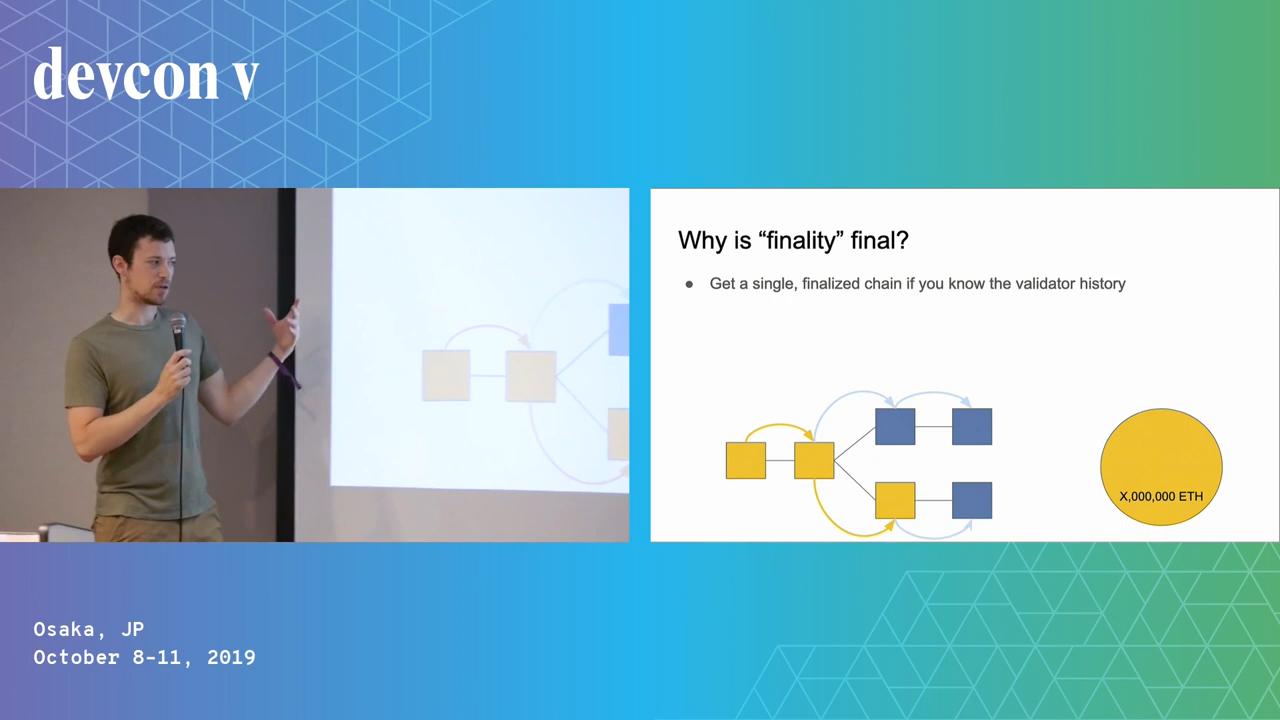 devcon v
Why is “finality” final?
● Get a single, finalized chain if you know the validator history
X,000,000 ETH
Osaka, JP
October 8-11, 2019